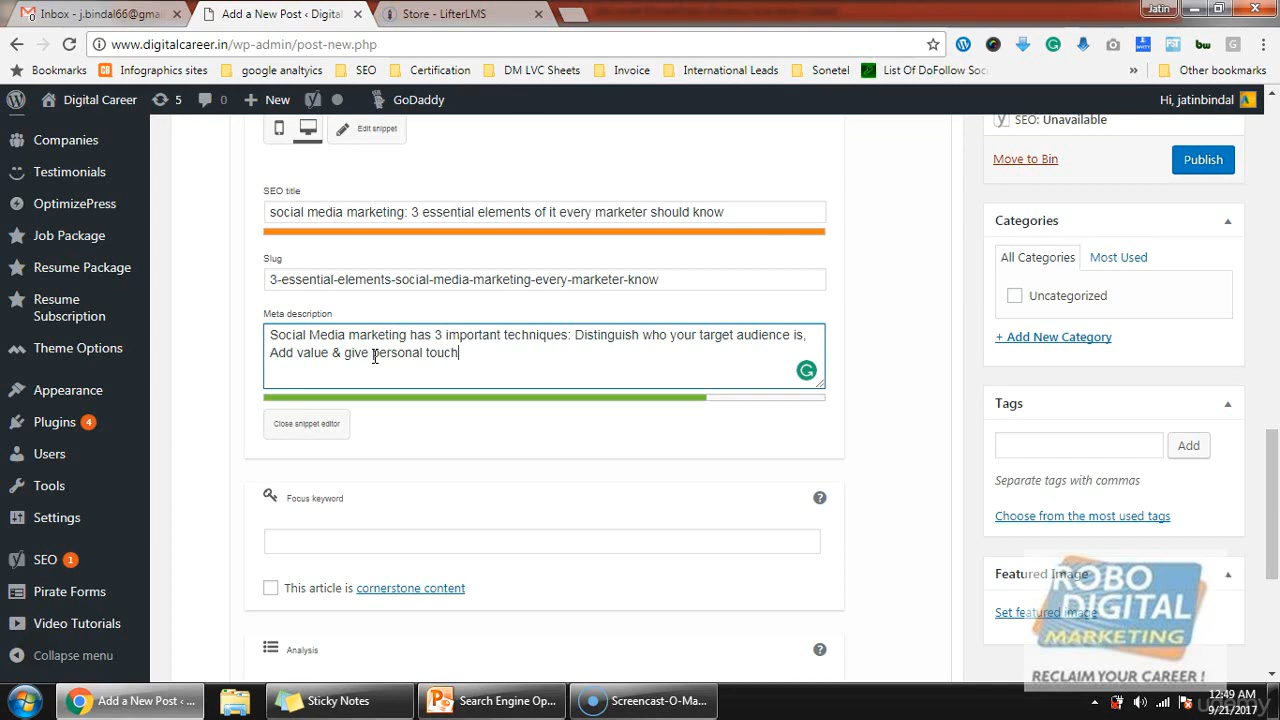 Inbox - j.bindal66@gmai
Add a New Post ‹ Digital
Store - LifterLMS
Jatin
www.digitalcareer.in/wp-admin/post-new.php
Bookmarks
Infographics sites
google analtyics
SEO
Certification
DM LVC Sheets
Invoice
International Leads
Sonetel
List Of DoFollow Soc
Other bookmarks
Digital Career
5
0
New
GoDaddy
Hi, jatinbindal
Companies
Testimonials
OptimizePress
Job Package
Resume Package
Resume
Subscription
Theme Options
Appearance
Plugins 4
Users
Tools
Settings
SEO 1
Pirate Forms
Video Tutorials
Collapse menu
Edit snippet
SEO title
social media marketing: 3 essential elements of it every marketer should know
Slug
3-essential-elements-social-media-marketing-every-marketer-know
Meta description
Social Media marketing has 3 important techniques: Distinguish who your target audience is,
Add value & give personal touch
Close snippet editor
Focus keyword
This article is cornerstone content
Analysis
SEO: Unavailable
Move to Bin
Publish
Categories
All Categories
Most Used
Uncategorized
+ Add New Category
Tags
Add
Separate tags with commas
Choose from the most used tags
Featured Image
Set featured image
ROBO
DIGITAL
MARKETING
RECLAIM YOUR CAREER !
Add a New Post ‹ ...
Sticky Notes
Search Engine Op...
Screencast-O-Ma...
12:49 AM
9/21/2017
udemy